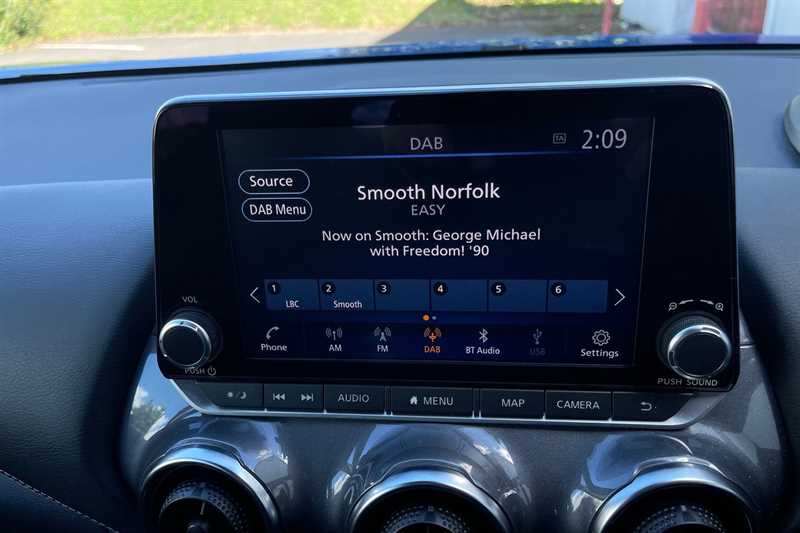 DAB
TA
2:09
Source
DAB Menu
Smooth Norfolk
EASY
Now on Smooth: George Michael
with Freedom! '90
1 2 3 4 5 6
LBC Smooth
VOL
PUSH
Phone AM FM DAB BT Audio USB Settings
PUSH SOUND
AUDIO MENU MAP CAMERA